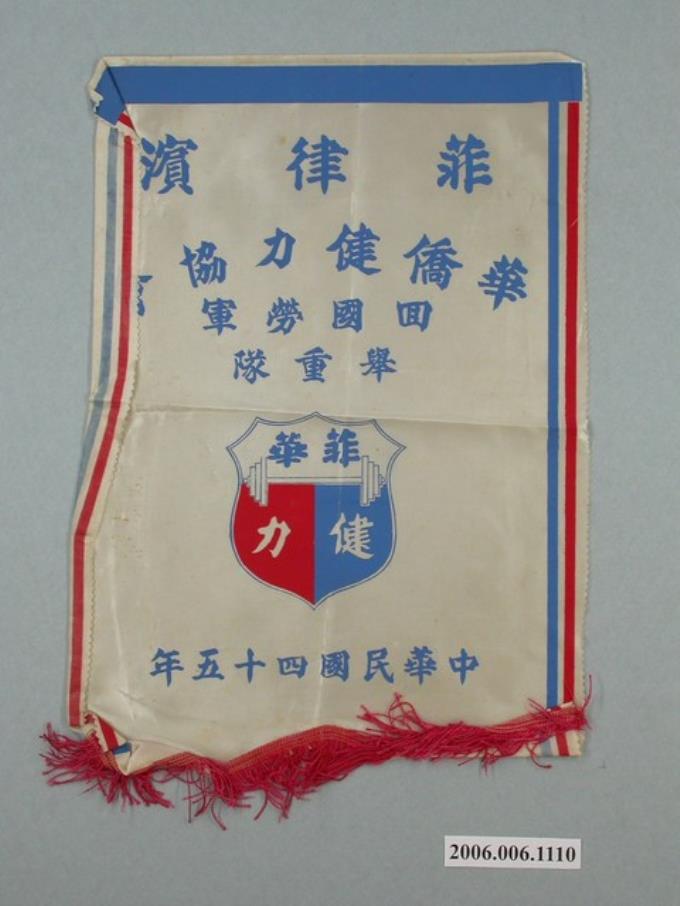 菲律濱
華僑健力協會
回國勞軍
舉重隊
菲華
健力
中華民國四十五年
2006.006.1110